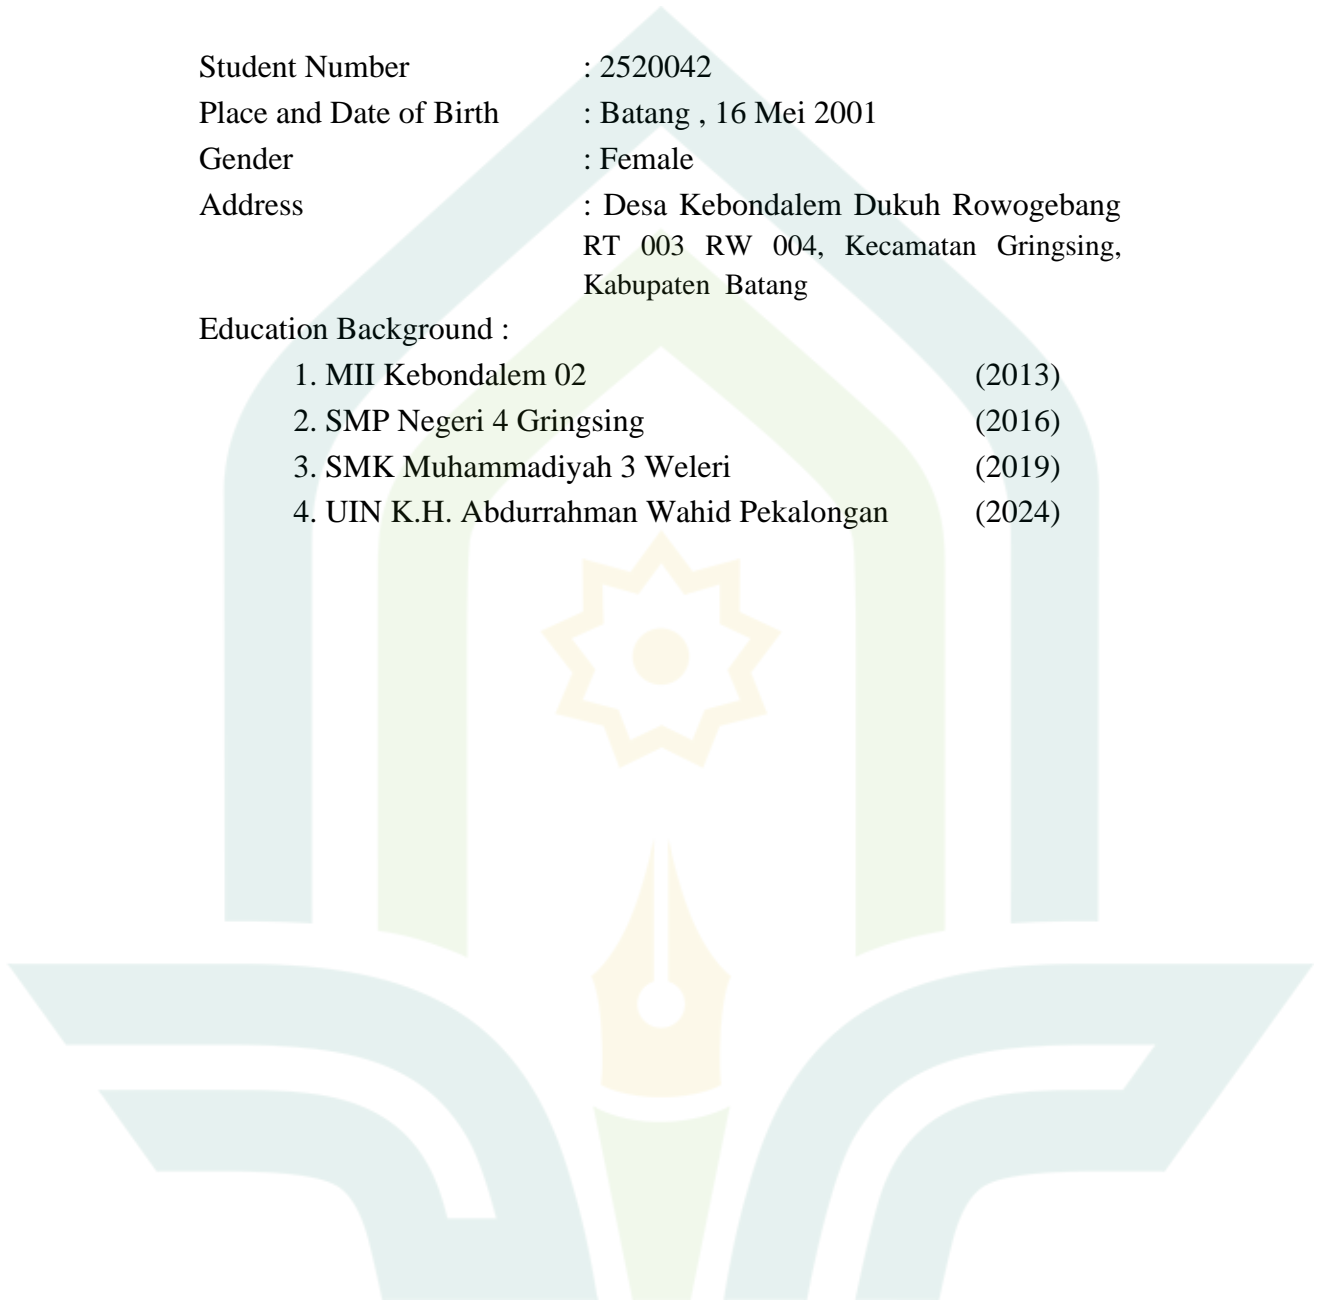 Student Number : 2520042
Place and Date of Birth : Batang , 16 Mei 2001
Gender : Female
Address : Desa Kebondalem Dukuh Rowogebang
RT 003 RW 004, Kecamatan Gringsing,
Kabupaten Batang
Education Background :
1. MII Kebondalem 02 (2013)
2. SMP Negeri 4 Gringsing (2016)
3. SMK Muhammadiyah 3 Weleri (2019)
4. UIN K.H. Abdurrahman Wahid Pekalongan (2024)